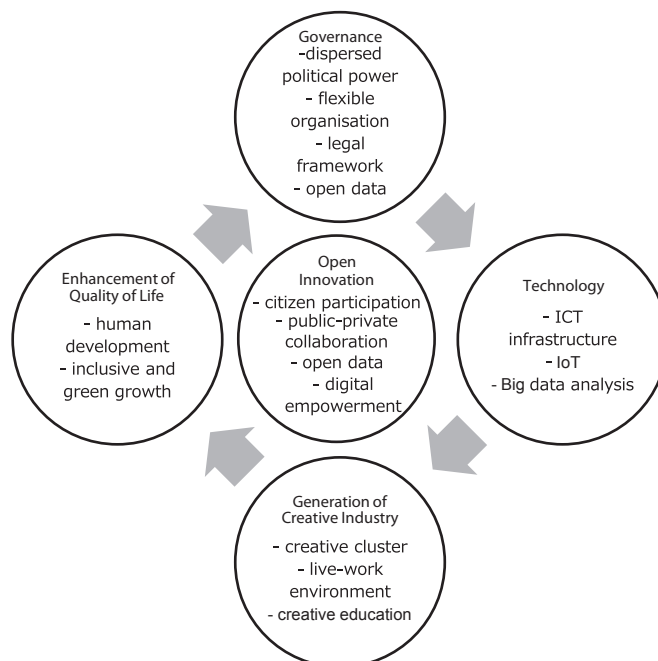 Governance
-dispersed
political power
- flexible
organisation
- legal
framework
- open data
Enhancement of
Quality of Life
- human
development
- inclusive and
green growth
Open
Innovation
- citizen participation
- public-private
collaboration
- open data
- digital
empowerment
Technology
- ICT
infrastructure
- IoT
- Big data analysis
Generation of
Creative Industry
- creative cluster
- live-work
environment
- creative education